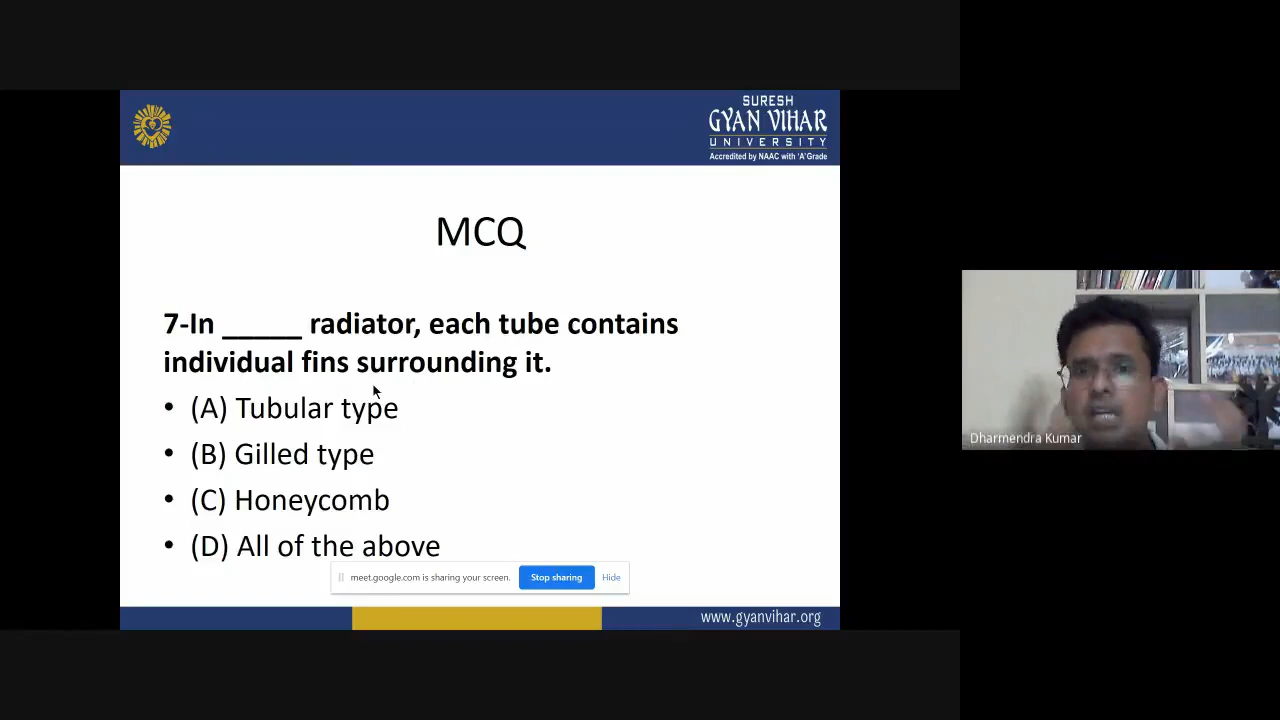 SURESH
GYAN VIHAR
UNIVERSITY
Accredited by NAAC with 'A' Grade
MCQ
7-In _____ radiator, each tube contains
individual fins surrounding it.
• (A) Tubular type
• (B) Gilled type
• (C) Honeycomb
• (D) All of the above
meet.google.com is sharing your screen.
Stop sharing
Hide
www.gyanvihar.org
Dharmendra Kumar